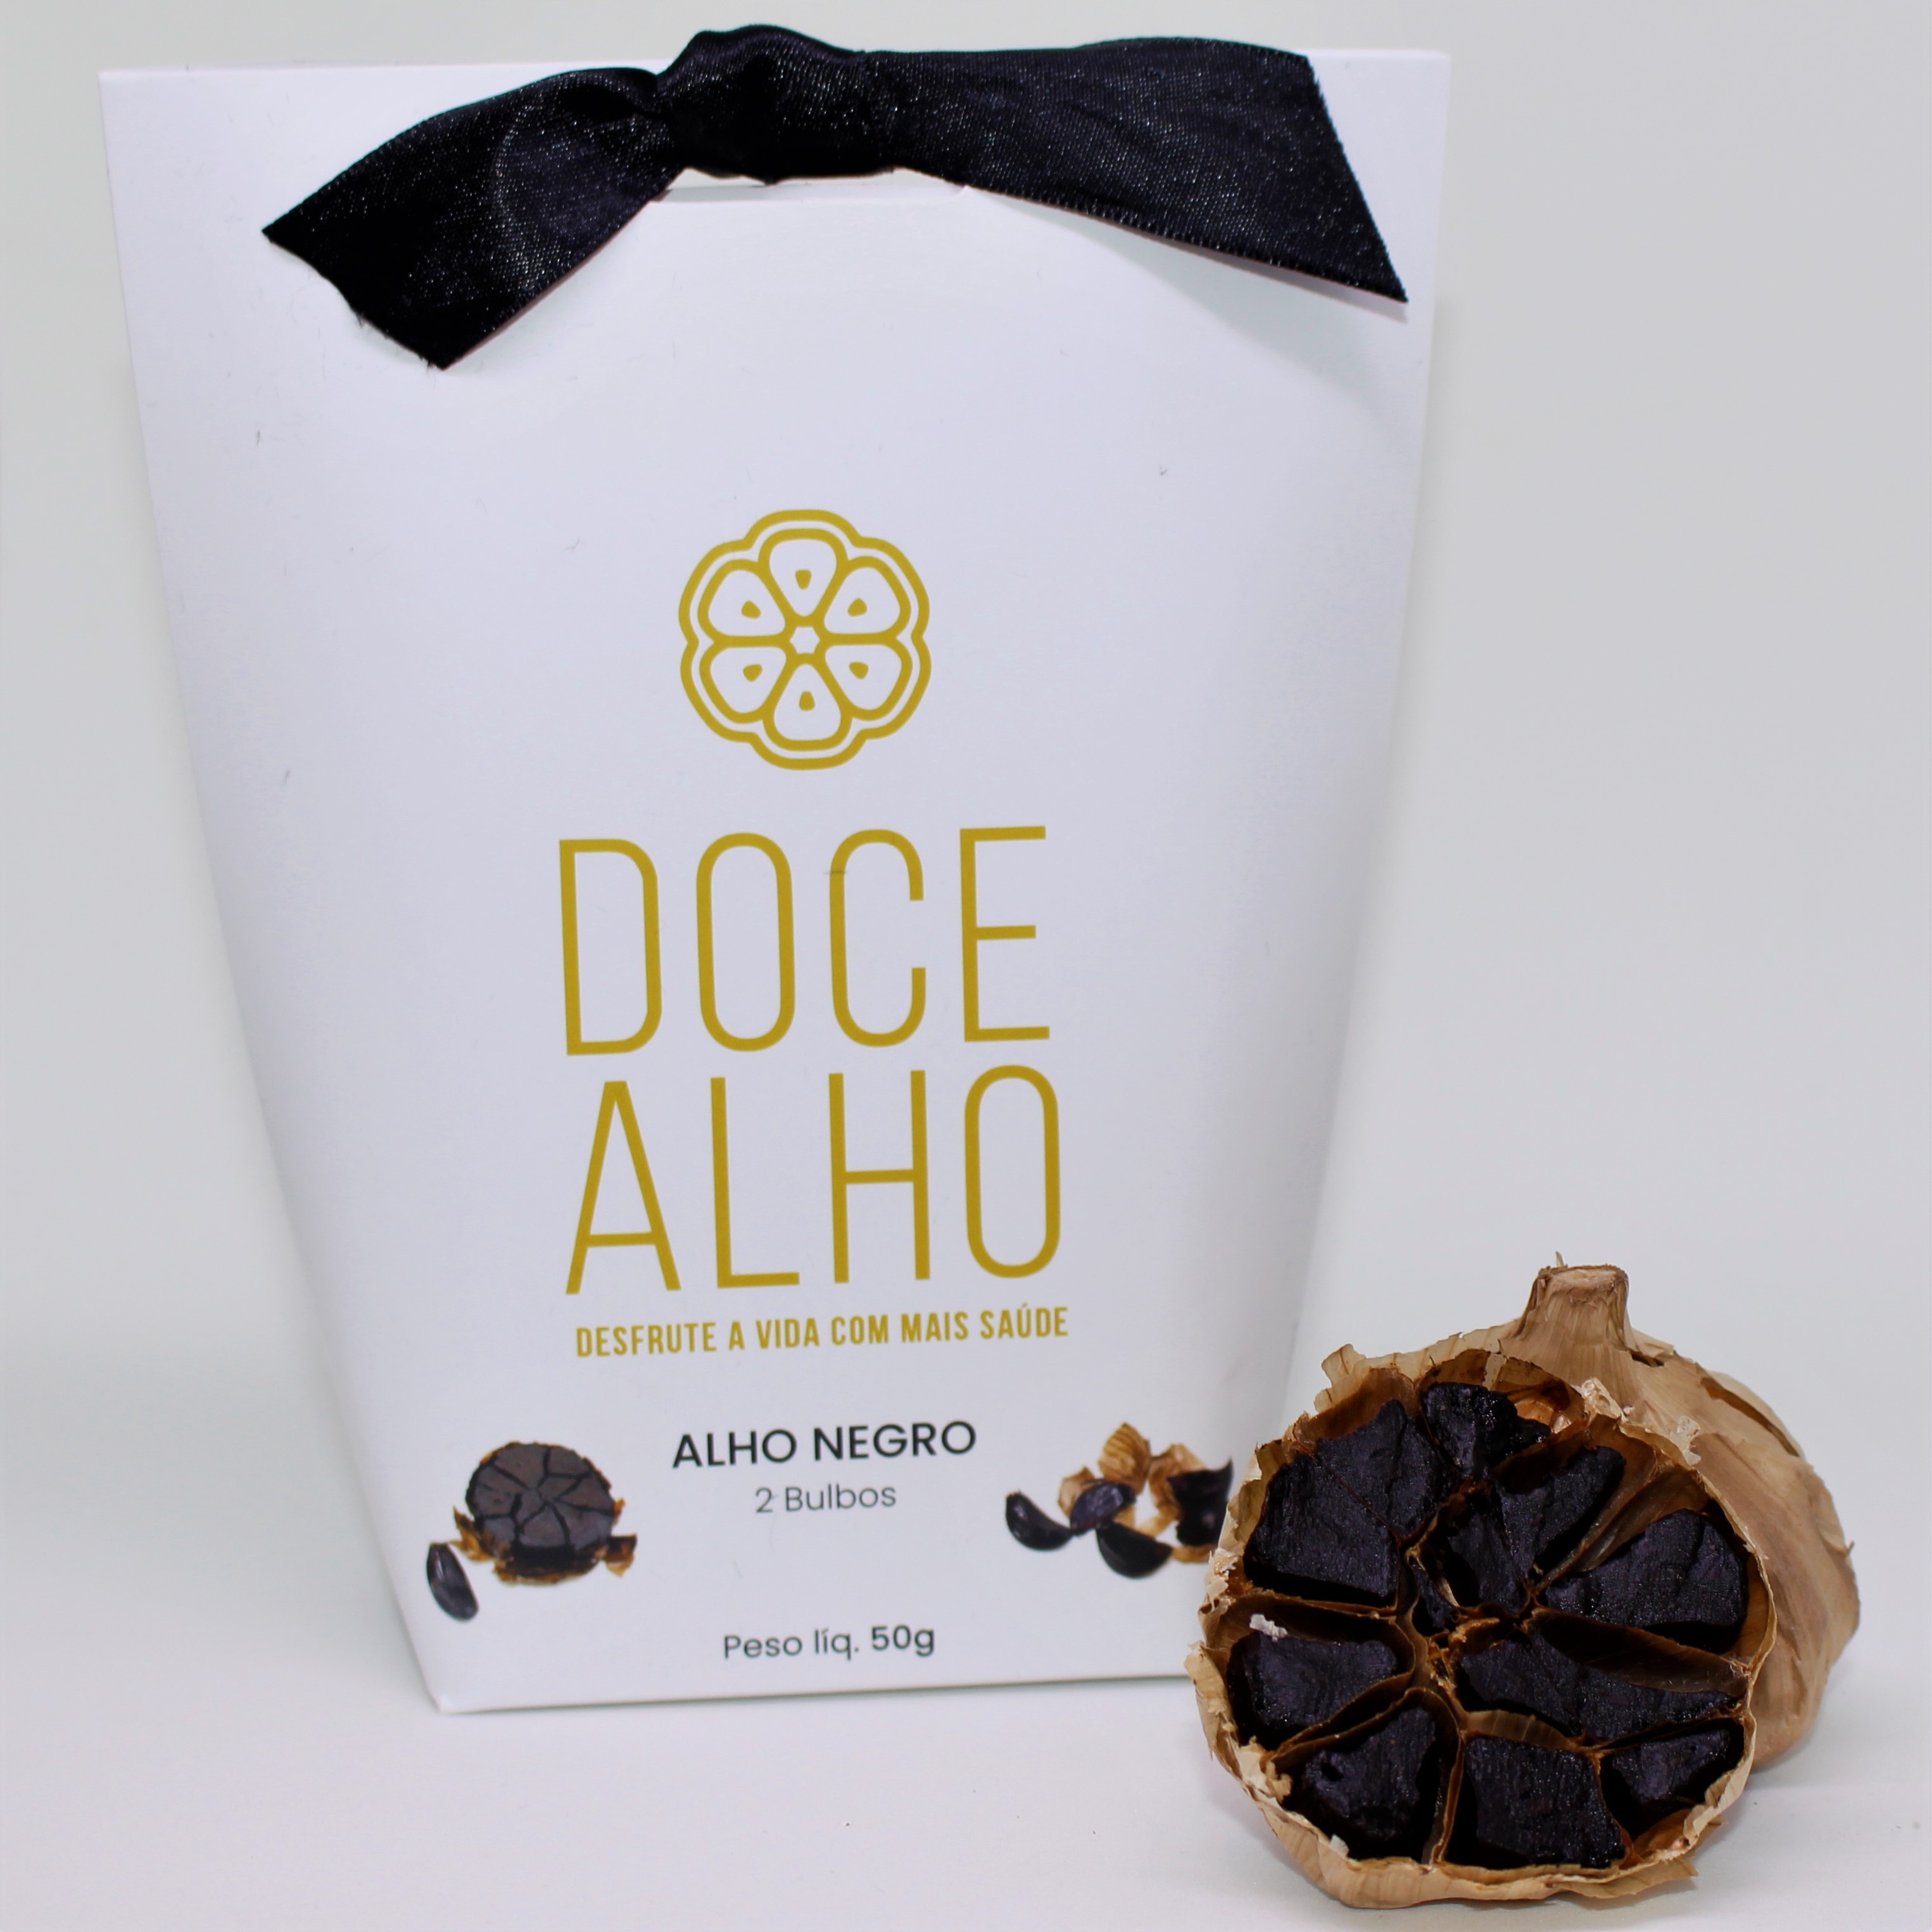 DOCE
ALHO
DESFRUTE A VIDA COM MAIS SAÚDE
ALHO NEGRO
2 Bulbos
Peso líq. 50g